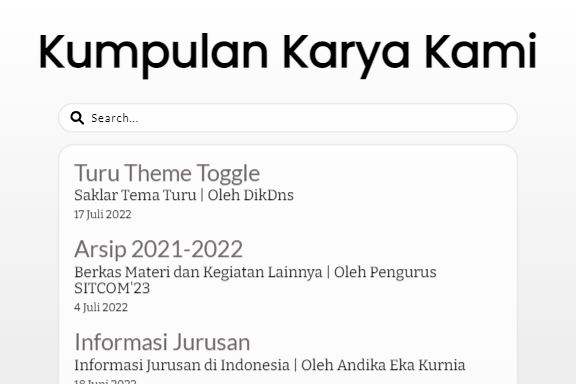 Kumpulan Karya Kami
Search...
Turu Theme Toggle
Saklar Tema Turu | Oleh DikDns
17 Juli 2022
Arsip 2021-2022
Berkas Materi dan Kegiatan Lainnya | Oleh Pengurus
SITCOM'23
4 Juli 2022
Informasi Jurusan
Informasi Jurusan di Indonesia | Oleh Andika Eka Kurnia
18 Juni 2022